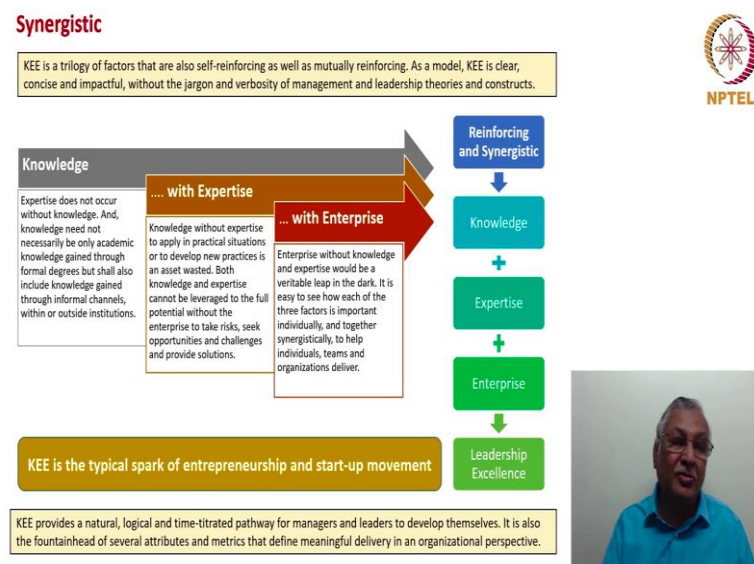 Synergistic
KEE is a trilogy of factors that are also self-reinforcing as well as mutually reinforcing. As a model, KEE is clear,
concise and impactful, without the jargon and verbosity of management and leadership theories and constructs.
NPTEL
Knowledge
Expertise does not occur
without knowledge. And,
knowledge need not
necessarily be only academic
knowledge gained through
formal degrees but shall also
include knowledge gained
through informal channels,
within or outside institutions.
.... with Expertise
Knowledge without expertise
to apply in practical situations
or to develop new practices is
an asset wasted. Both
knowledge and expertise
cannot be leveraged to the full
potential without the
enterprise to take risks, seek
opportunities and challenges
and provide solutions.
... with Enterprise
Enterprise without knowledge
and expertise would be a
veritable leap in the dark. It is
easy to see how each of the
three factors is important
individually, and together
synergistically, to help
individuals, teams and
organizations deliver.
Reinforcing
and Synergistic
Knowledge
+
Expertise
+
Enterprise
Leadership
Excellence
KEE is the typical spark of entrepreneurship and start-up movement
KEE provides a natural, logical and time-titrated pathway for managers and leaders to develop themselves. It is also
the fountainhead of several attributes and metrics that define meaningful delivery in an organizational perspective.